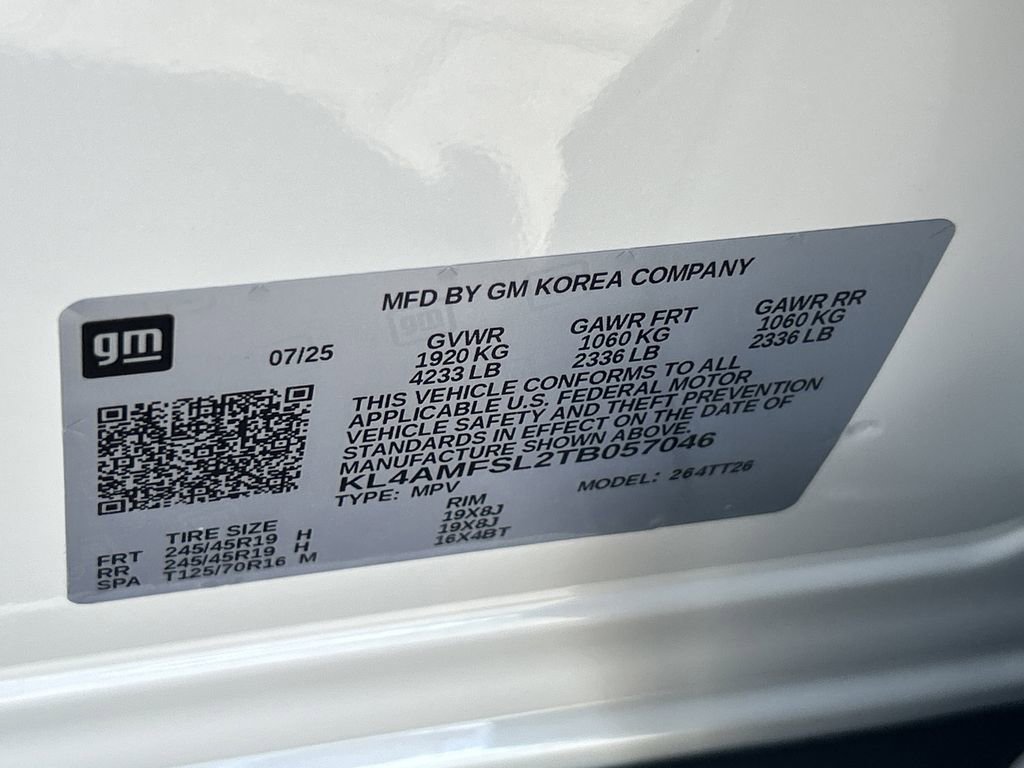 MFD BY GM KOREA COMPANY
gm
07/25
GVWR
1920 KG
4233 LB
GAWR FRT
1060 KG
2336 LB
GAWR RR
1060 KG
2336 LB
THIS VEHICLE CONFORMS TO ALL
APPLICABLE U.S. FEDERAL MOTOR
VEHICLE SAFETY AND THEFT PREVENTION
STANDARDS IN EFFECT ON THE DATE OF
MANUFACTURE SHOWN ABOVE.
KL4AMFSL2TB057046
TYPE: MPV
MODEL: 264TT26
TIRE SIZE RIM
FRT 245/45R19 H 19X8J
RR 245/45R19 H 19X8J
SPA T125/70R16 M 16X4BT